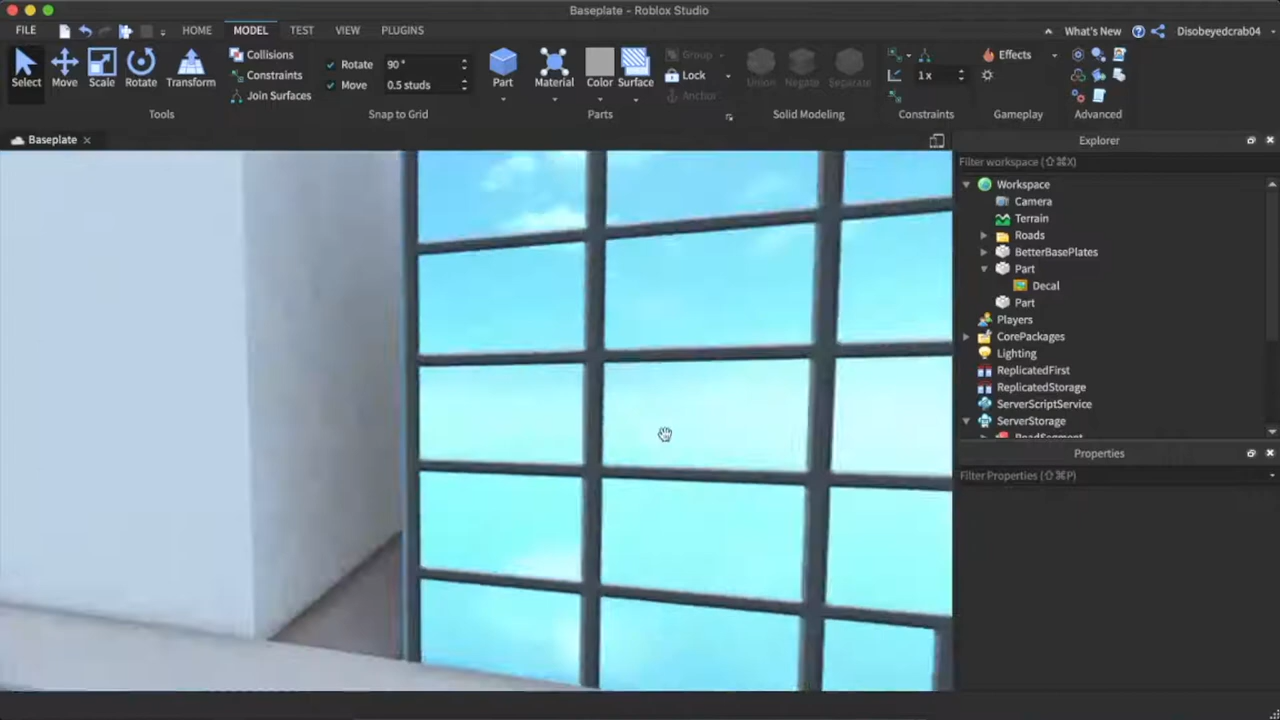 Baseplate - Roblox Studio
FILE HOME MODEL TEST VIEW PLUGINS What's New Disobeyedcrab04
Select Move Scale Rotate Transform
Collisions
Constraints
Join Surfaces
Tools
Rotate 90 °
Move 0.5 studs
Snap to Grid
Part Material Color Surface
Group
Lock
Anchor
Parts
Union Negate Separate
Solid Modeling
1 x
Constraints
Effects
Gameplay
Advanced
Baseplate
Explorer
Filter workspace (⇧⌘X)
Workspace
Camera
Terrain
Roads
BetterBasePlates
Part
Decal
Part
Players
CorePackages
Lighting
ReplicatedFirst
ReplicatedStorage
ServerScriptService
ServerStorage
RoadSegment
Properties
Filter Properties (⇧⌘P)